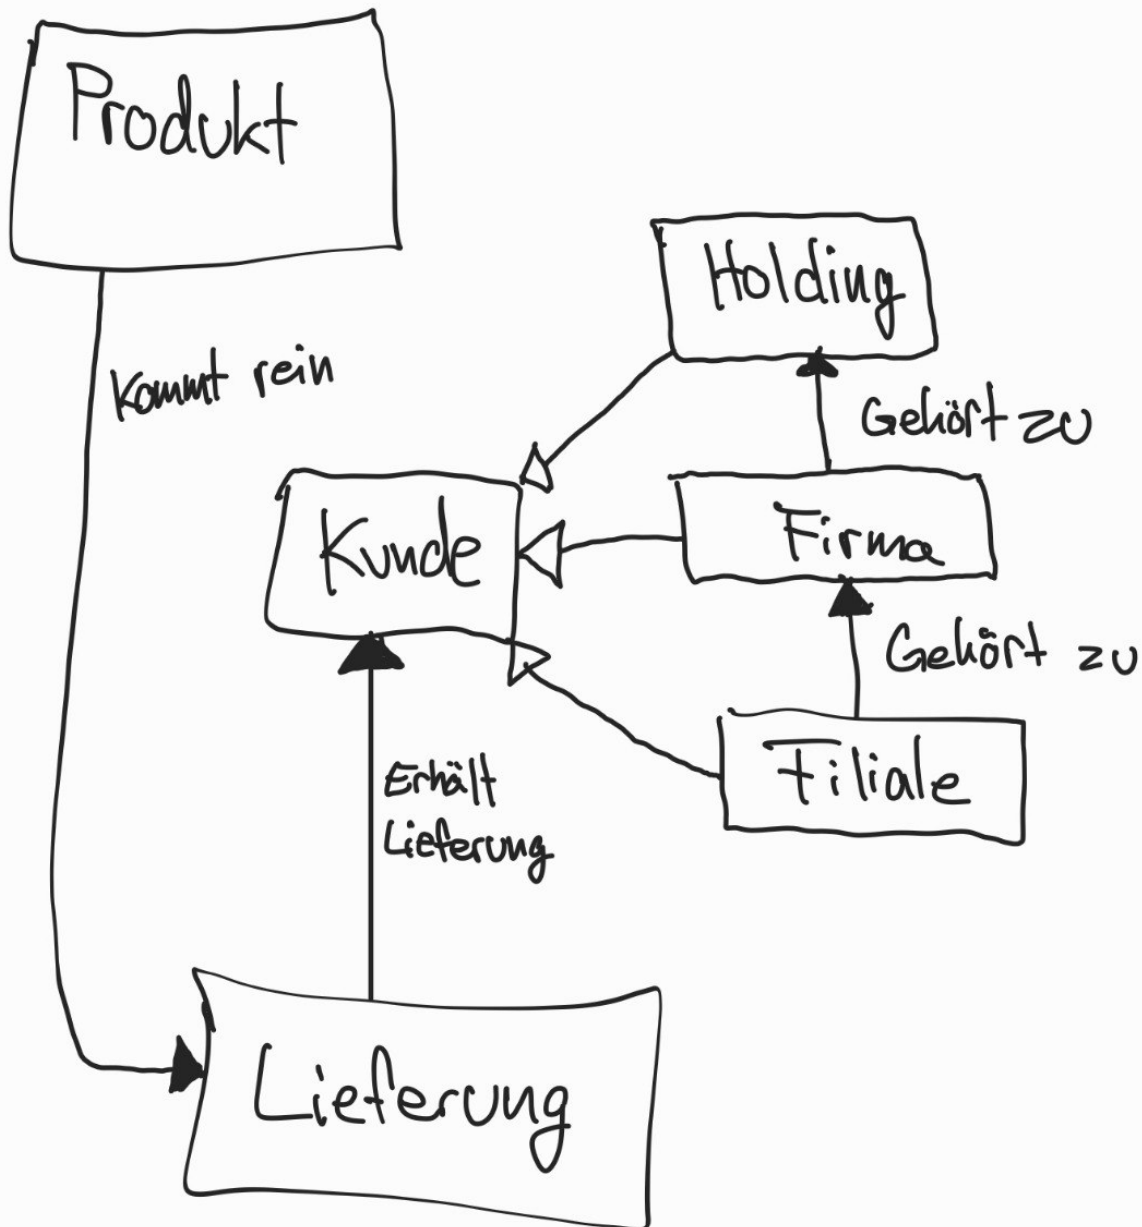 Produkt
Holding
Kommt rein
Gehört zu
Kunde
Firma
Gehört zu
Filiale
Erhält
Lieferung
Lieferung